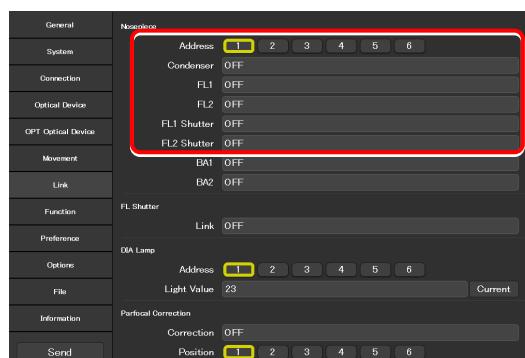 General
System
Connection
Optical Device
OPT Optical Device
Movement
Link
Function
Preference
Options
File
Information
Send
Nosepiece
Address 1 2 3 4 5 6
Condenser OFF
FL1 OFF
FL2 OFF
FL1 Shutter OFF
FL2 Shutter OFF
BA1 OFF
BA2 OFF
FL Shutter
Link OFF
DIA Lamp
Address 1 2 3 4 5 6
Light Value 23 Current
Parfocal Correction
Correction OFF
Position 1 2 3 4 5 6